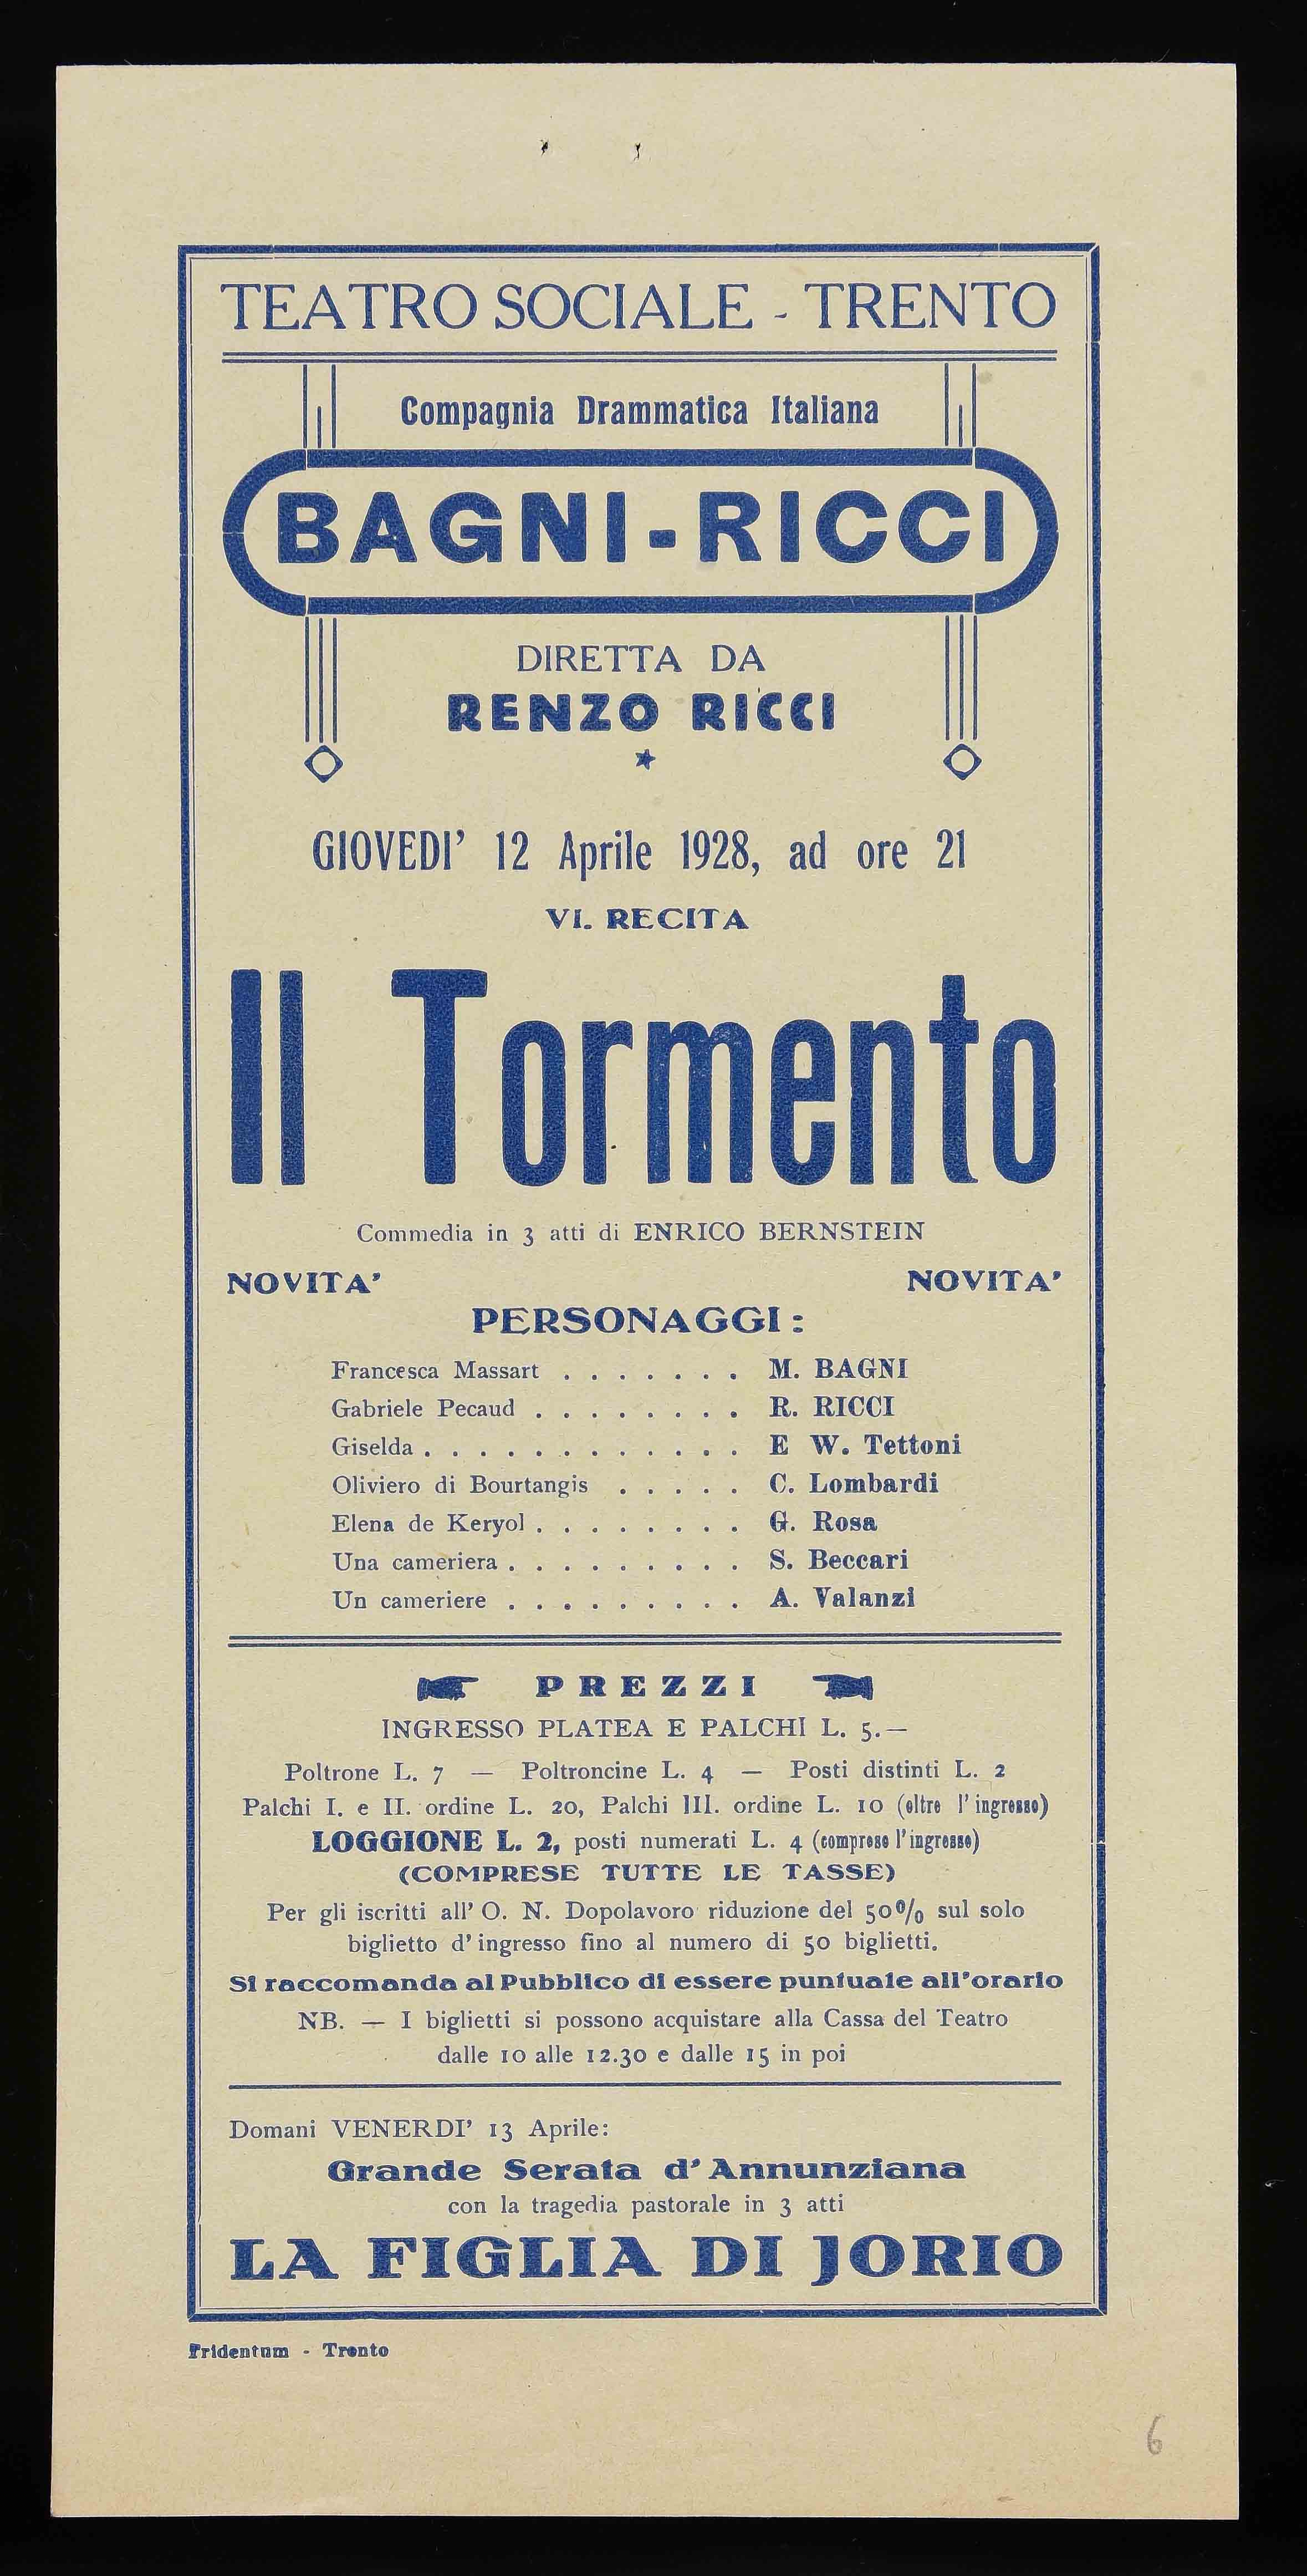 TEATRO SOCIALE - TRENTO
Compagnia Drammatica Italiana
BAGNI-RICCI
DIRETTA DA
RENZO RICCI
GIOVEDI' 12 Aprile 1928, ad ore 21
VI. RECITA
Il Tormento
Commedia in 3 atti di ENRICO BERNSTEIN
NOVITA' NOVITA'
PERSONAGGI:
Francesca Massart . . . . . . . M. BAGNI
Gabriele Pecaud . . . . . . . . R. RICCI
Giselda . . . . . . . . . . . . E W. Tettoni
Oliviero di Bourtangis . . . . . C. Lombardi
Elena de Keryol . . . . . . . . G. Rosa
Una cameriera . . . . . . . . . S. Beccari
Un cameriere . . . . . . . . . A. Valanzi
PREZZI
INGRESSO PLATEA E PALCHI L. 5.—
Poltrone L. 7 — Poltroncine L. 4 — Posti distinti L. 2
Palchi I. e II. ordine L. 20, Palchi III. ordine L. 10 (oltre l'ingresso)
LOGGIONE L. 2, posti numerati L. 4 (compreso l'ingresso)
(COMPRESE TUTTE LE TASSE)
Per gli iscritti all' O. N. Dopolavoro riduzione del 50% sul solo
biglietto d'ingresso fino al numero di 50 biglietti.
Si raccomanda al Pubblico di essere puntuale all'orario
NB. — I biglietti si possono acquistare alla Cassa del Teatro
dalle 10 alle 12.30 e dalle 15 in poi
Domani VENERDI' 13 Aprile:
Grande Serata d'Annunziana
con la tragedia pastorale in 3 atti
LA FIGLIA DI JORIO
Tridentum - Trento
6